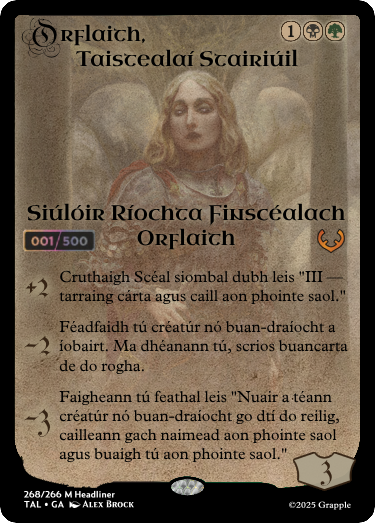 Orflaith,
Taistealaí Stairiúil
1
Siúlóir Ríochta Finscéalach
Orflaith
001/500
+2
Cruthaigh Scéal siombal dubh leis "III —
tarraing cárta agus caill aon phointe saol."
−2
Féadfaidh tú créatúr nó buan-draíocht a
íobairt. Ma dhéanann tú, scrios buancarta
de do rogha.
−3
Faigheann tú feathal leis "Nuair a téann
créatúr nó buan-draíocht go dtí do reilig,
cailleann gach naimead aon phointe saol
agus buaigh tú aon phointe saol."
3
268/266 M Headliner
TAL • GA Alex Brock
©2025 Grapple